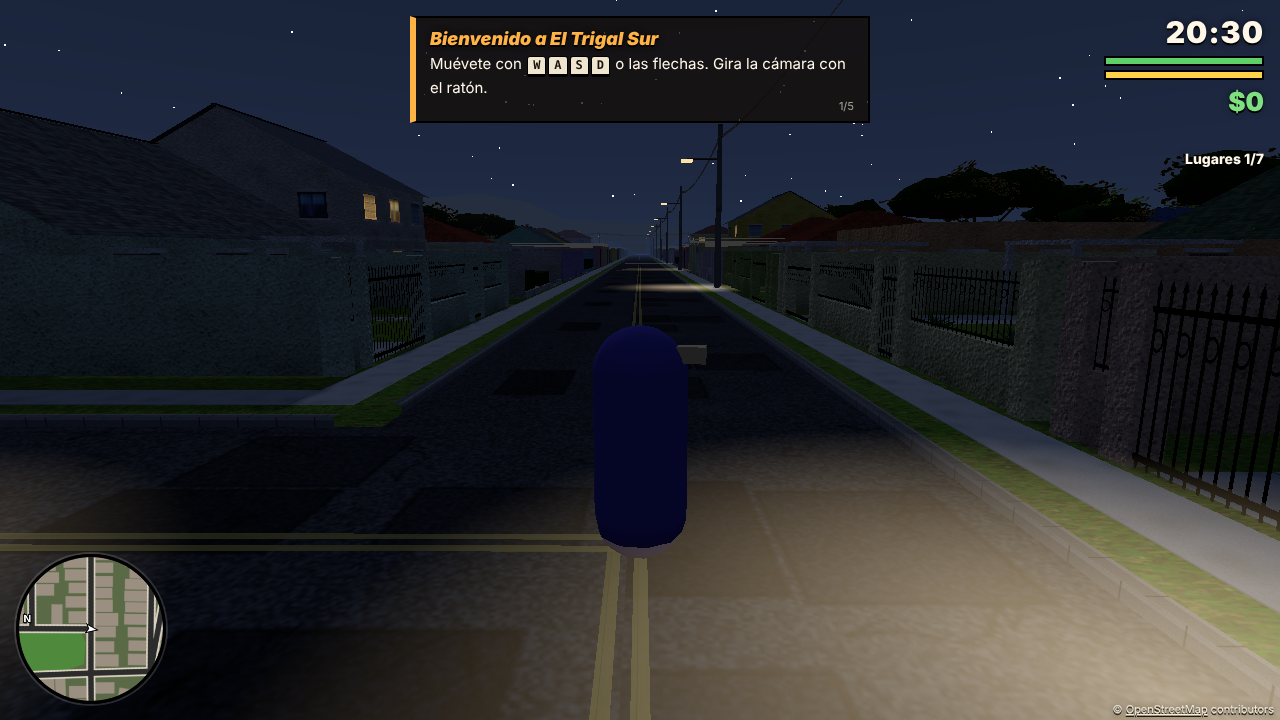 Bienvenido a El Trigal Sur
Muévete con W A S D o las flechas. Gira la cámara con
el ratón.
1/5
20:30
$0
Lugares 1/7
N
© OpenStreetMap contributors